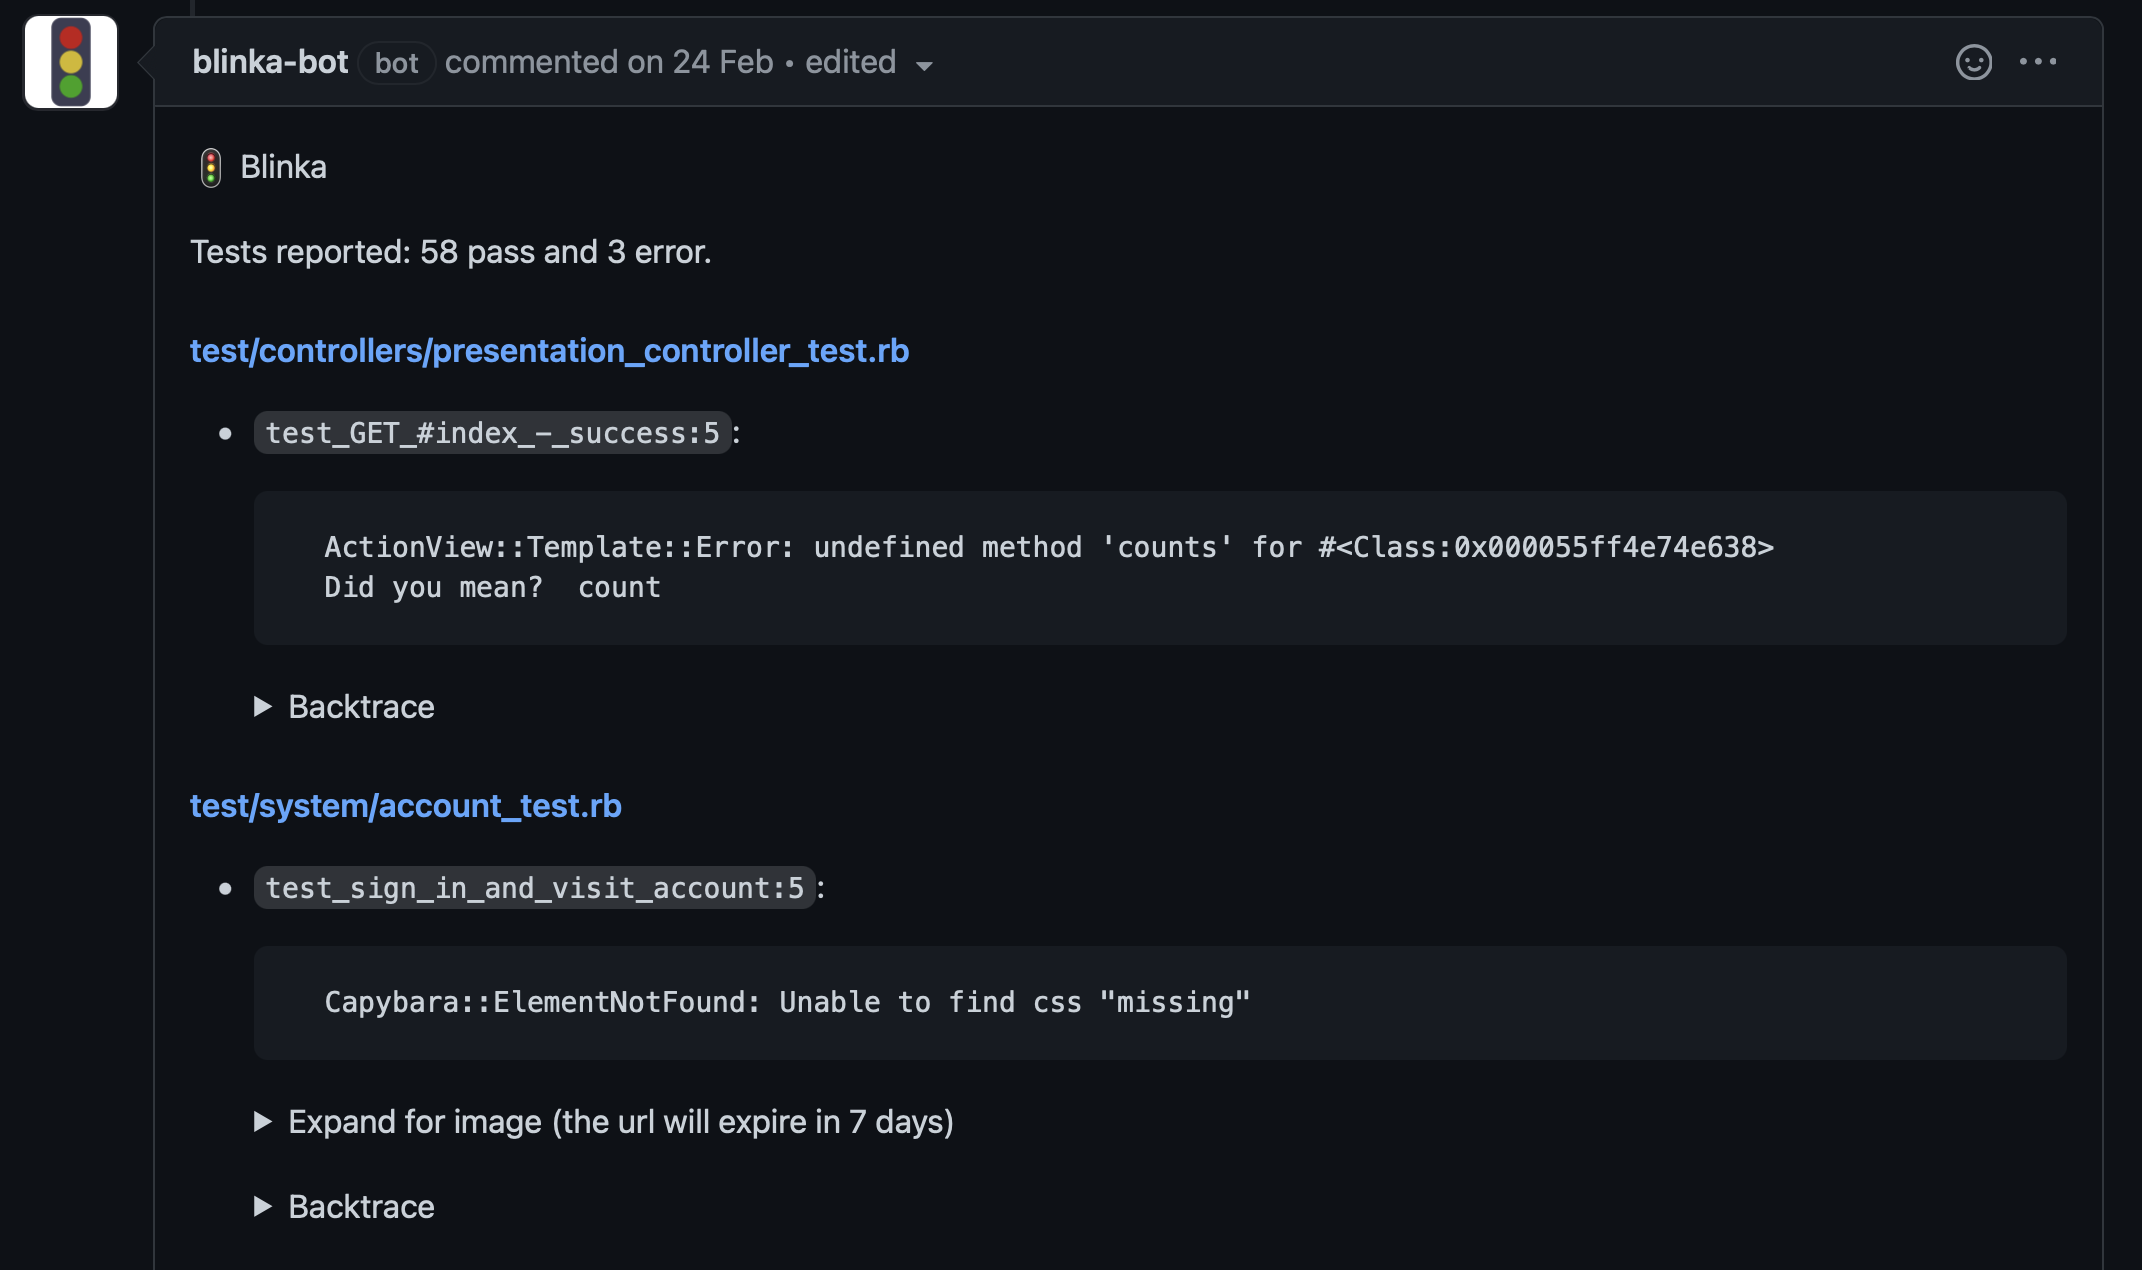 blinka-bot bot commented on 24 Feb • edited
Blinka
Tests reported: 58 pass and 3 error.
test/controllers/presentation_controller_test.rb
test_GET_#index_-_success:5:
ActionView::Template::Error: undefined method 'counts' for #<Class:0x000055ff4e74e638>
Did you mean?  count
Backtrace
test/system/account_test.rb
test_sign_in_and_visit_account:5:
Capybara::ElementNotFound: Unable to find css "missing"
Expand for image (the url will expire in 7 days)
Backtrace